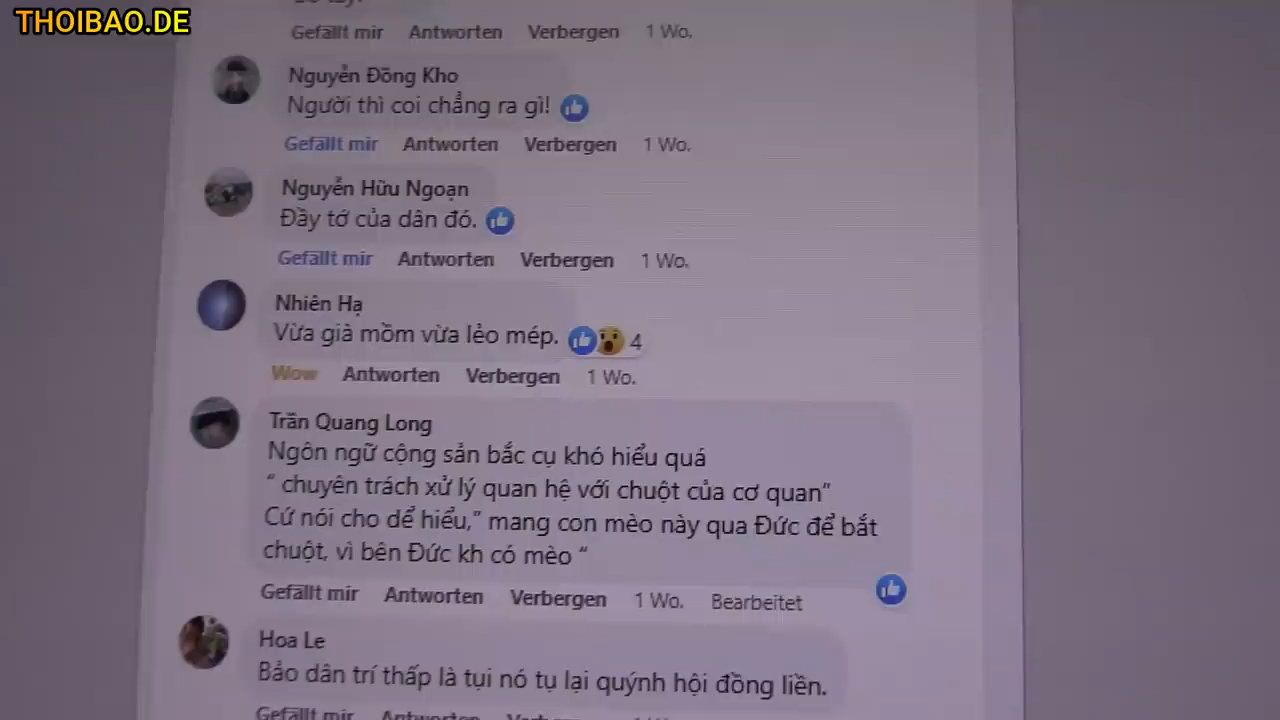 THOIBAO.DE
Gefällt mir Antworten Verbergen 1 Wo.
Nguyễn Đồng Kho
Người thì coi chẳng ra gì!
Gefällt mir Antworten Verbergen 1 Wo.
Nguyễn Hữu Ngoạn
Đầy tớ của dân đó.
Gefällt mir Antworten Verbergen 1 Wo.
Nhiên Hạ
Vừa già mồm vừa lẻo mép. 4
Wow Antworten Verbergen 1 Wo.
Trần Quang Long
Ngôn ngữ cộng sản bắc cụ khó hiểu quá
“ chuyên trách xử lý quan hệ với chuột của cơ quan”
Cứ nói cho dể hiểu,” mang con mèo này qua Đức để bắt
chuột, vì bên Đức kh có mèo “
Gefällt mir Antworten Verbergen 1 Wo. Bearbeitet
Hoa Le
Bảo dân trí thấp là tụi nó tụ lại quýnh hội đồng liền.
Gefällt mir Antworten